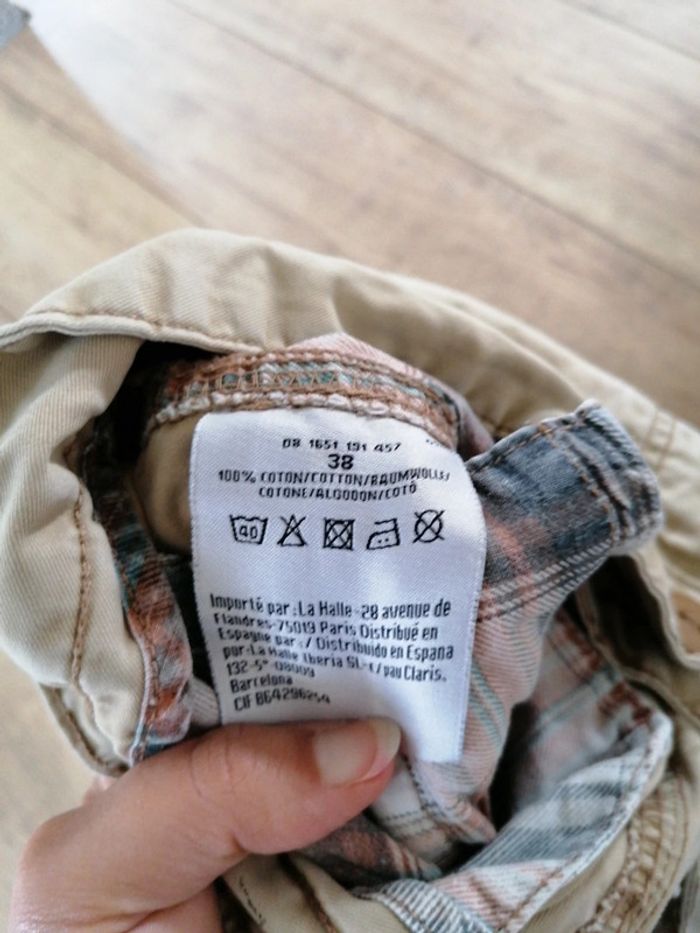 08 1651 191 457
38
100% COTON/COTTON/BAUMWOLLE/
COTONE/ALGODON/COTÓ
40
Importé par :La Halle-28 avenue de
Flandres-75019 Paris Distribué en
Espagne par :/ Distribuido en Espana
por:La Halle Iberia SL-c/ pau Claris.
132-5°-08009
Barcelona
CIF B64296254